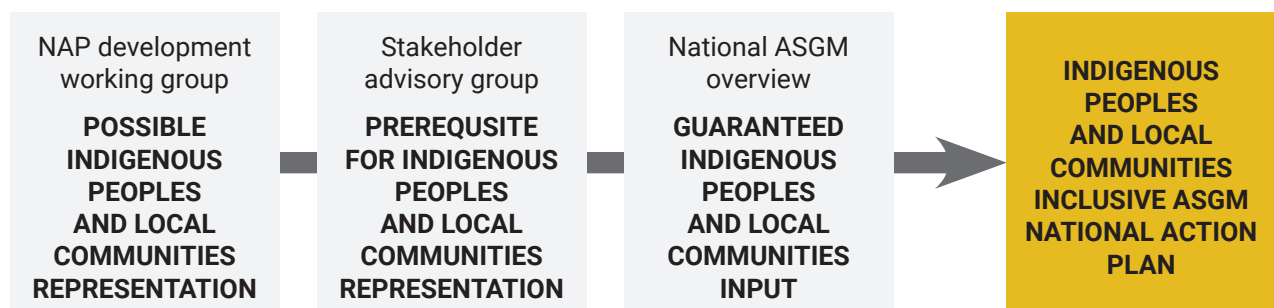 NAP development
working group
POSSIBLE
INDIGENOUS
PEOPLES
AND LOCAL
COMMUNITIES
REPRESENTATION
Stakeholder
advisory group
PREREQUSITE
FOR INDIGENOUS
PEOPLES
AND LOCAL
COMMUNITIES
REPRESENTATION
National ASGM
overview
GUARANTEED
INDIGENOUS
PEOPLES
AND LOCAL
COMMUNITIES
INPUT
INDIGENOUS
PEOPLES
AND LOCAL
COMMUNITIES
INCLUSIVE ASGM
NATIONAL ACTION
PLAN